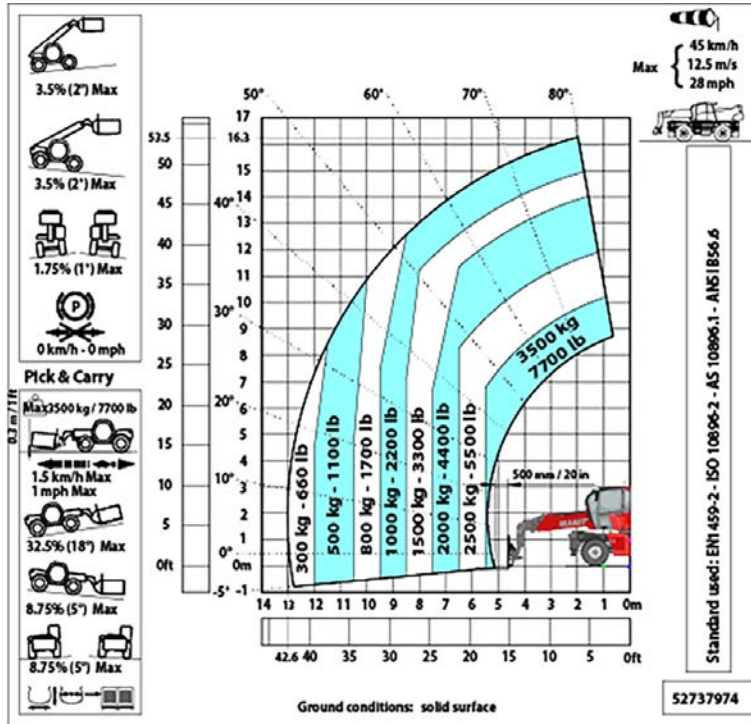 3.5% (2°) Max
3.5% (2°) Max
1.75% (1°) Max
P
0 km/h - 0 mph
Pick & Carry
0.3 m / 1 ft
Max3500 kg / 7700 lb
1.5 km/h Max
1 mph Max
32.5% (18°) Max
8.75% (5°) Max
8.75% (5°) Max
Max
45 km/h
12.5 m/s
28 mph
50°
60°
70°
80°
40°
30°
20°
10°
0°
-5°
53.5
50
45
40
35
30
25
20
15
10
5
0ft
17
16.3
15
14
13
12
11
10
9
8
7
6
5
4
3
2
1
0m
-1
300 kg - 660 lb
500 kg - 1100 lb
800 kg - 1700 lb
1000 kg - 2200 lb
1500 kg - 3300 lb
2000 kg - 4400 lb
2500 kg - 5500 lb
3500 kg
7700 lb
500 mm / 20 in
14 13 12 11 10 9 8 7 6 5 4 3 2 1 0m
42.6 40 35 30 25 20 15 10 5 0ft
Ground conditions: solid surface
Standard used: EN1459-2 - ISO 10896-2 - AS 10896.1 - ANSI B56.6
52737974